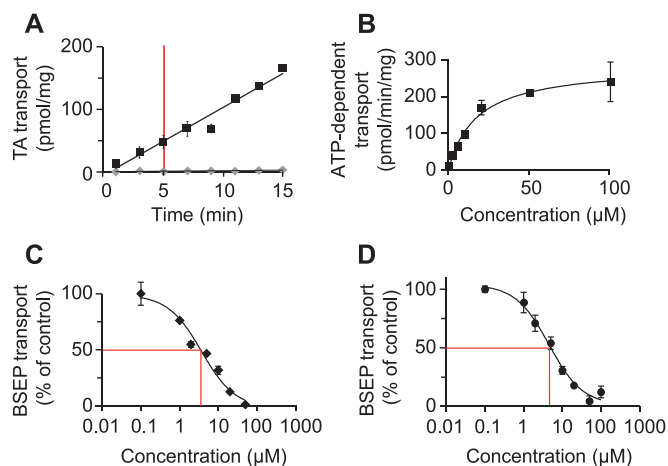 A
TA transport
(pmol/mg)
200
100
0
0
5
10
15
Time (min)
B
ATP-dependent
transport
(pmol/min/mg)
300
200
100
0
0
50
100
Concentration (µM)
C
BSEP transport
(% of control)
100
50
0
0.01
0.1
1
10
100
1000
Concentration (µM)
D
BSEP transport
(% of control)
100
50
0
0.01
0.1
1
10
100
1000
Concentration (µM)